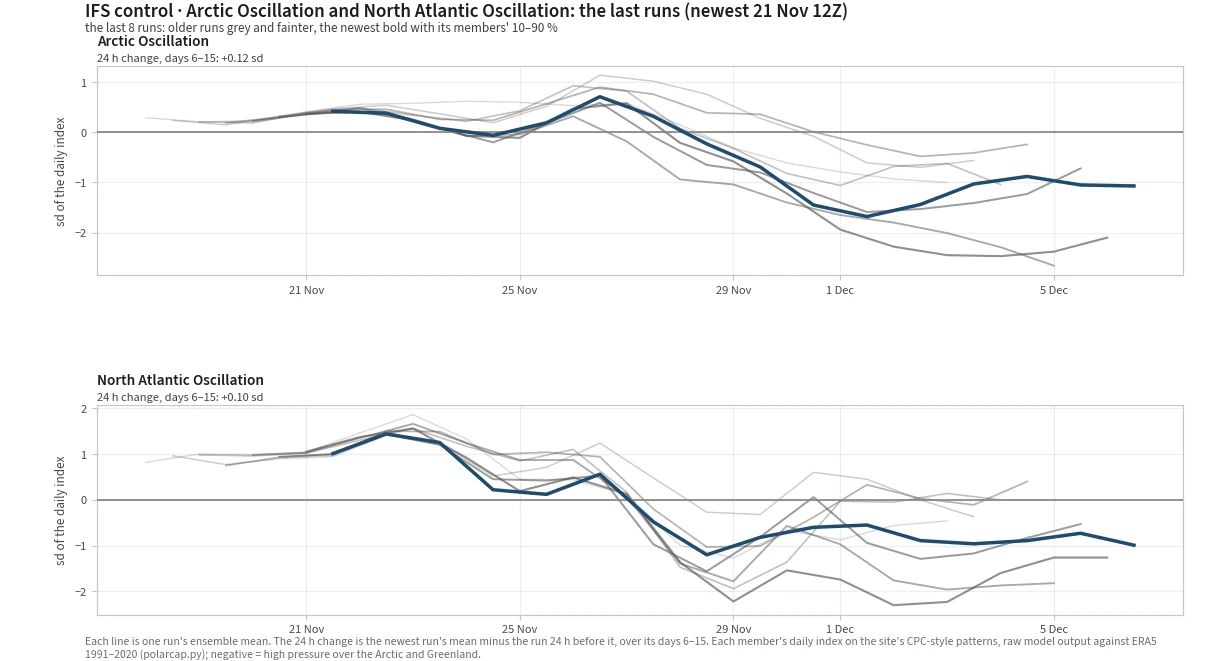 IFS control · Arctic Oscillation and North Atlantic Oscillation: the last runs (newest 21 Nov 12Z)
the last 8 runs: older runs grey and fainter, the newest bold with its members' 10–90 %
Arctic Oscillation
24 h change, days 6–15: +0.12 sd
sd of the daily index
1
0
−1
−2
21 Nov
25 Nov
29 Nov
1 Dec
5 Dec
North Atlantic Oscillation
24 h change, days 6–15: +0.10 sd
sd of the daily index
2
1
0
−1
−2
21 Nov
25 Nov
29 Nov
1 Dec
5 Dec
Each line is one run's ensemble mean. The 24 h change is the newest run's mean minus the run 24 h before it, over its days 6–15. Each member's daily index on the site's CPC-style patterns, raw model output against ERA5
1991–2020 (polarcap.py); negative = high pressure over the Arctic and Greenland.